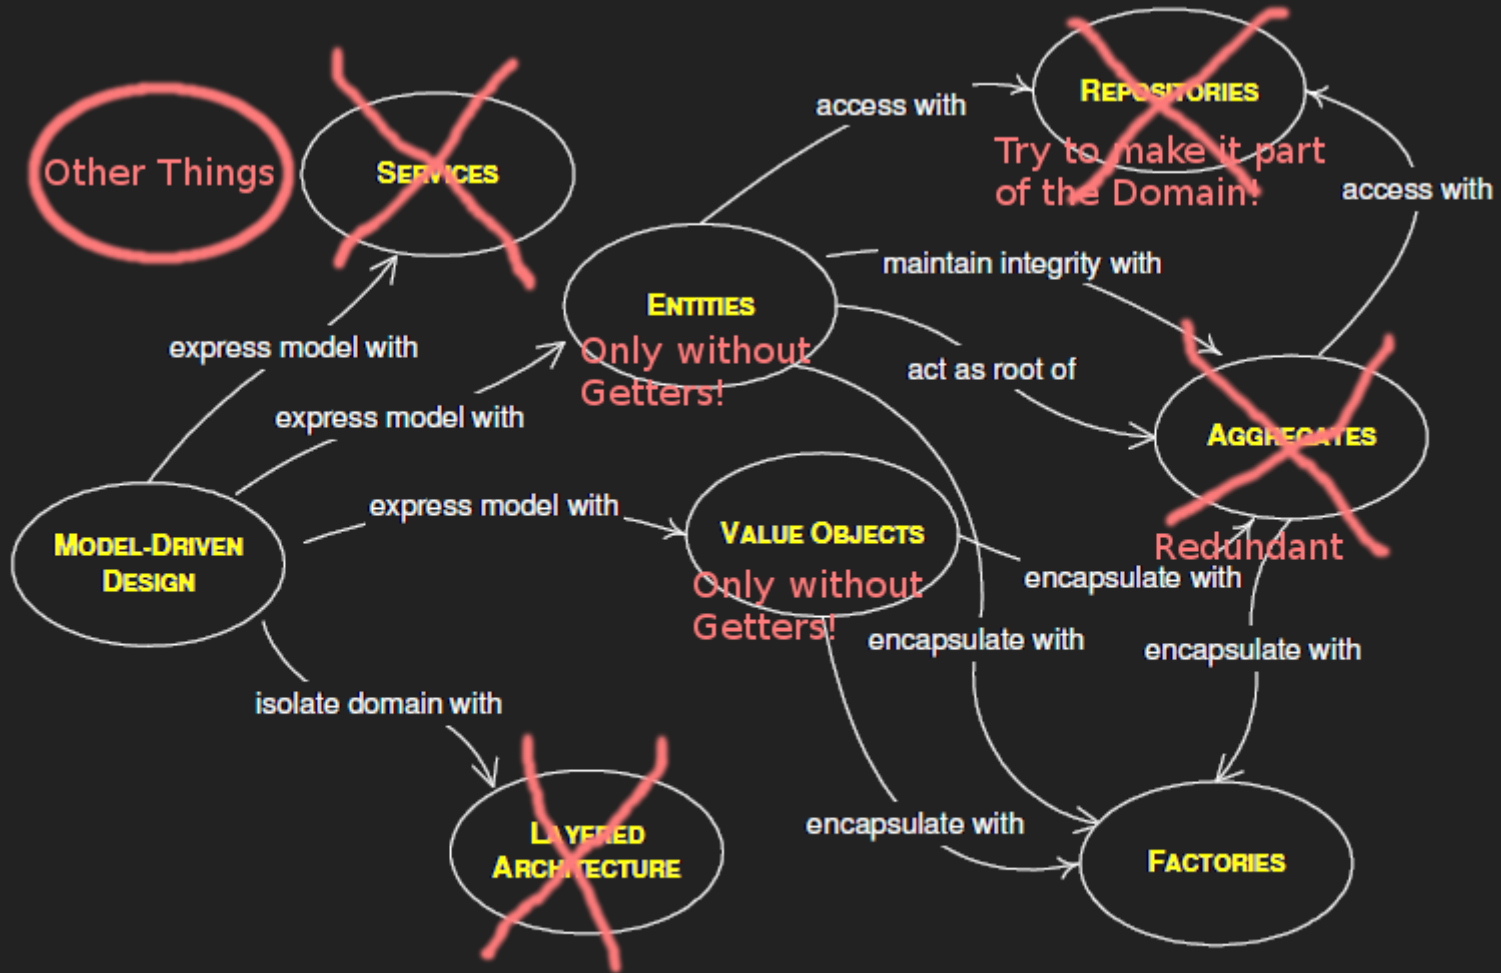 REPOSITORIES
access with
Try to make it part
of the Domain!
Other Things
SERVICES
access with
maintain integrity with
ENTITIES
Only without
Getters!
express model with
act as root of
express model with
AGGREGATES
Redundant
express model with
VALUE OBJECTS
Only without
Getters!
MODEL-DRIVEN
DESIGN
encapsulate with
encapsulate with
encapsulate with
isolate domain with
encapsulate with
LAYERED
ARCHITECTURE
FACTORIES